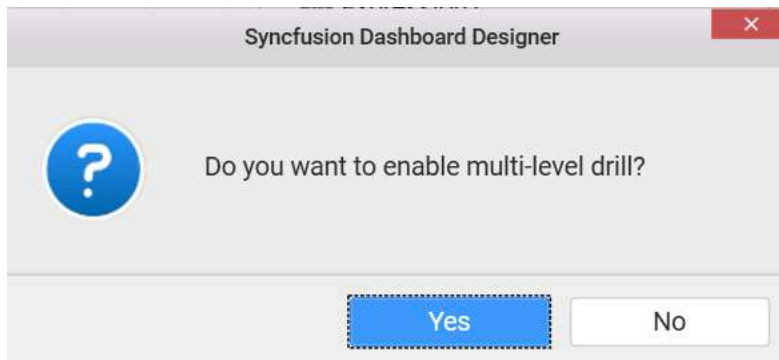 Syncfusion Dashboard Designer
Do you want to enable multi-level drill?
Yes
No